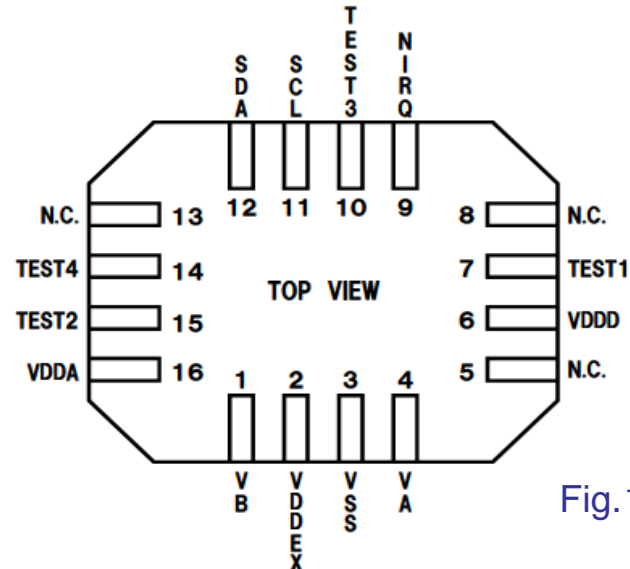 SDA
SCL
TEST3
NIRQ
12 11 10 9
N.C. 13
8 N.C.
TEST4 14
7 TEST1
TOP VIEW
TEST2 15
6 VDDD
VDDA 16
5 N.C.
1 2 3 4
VB
VDDEX
VSS
VA
Fig.